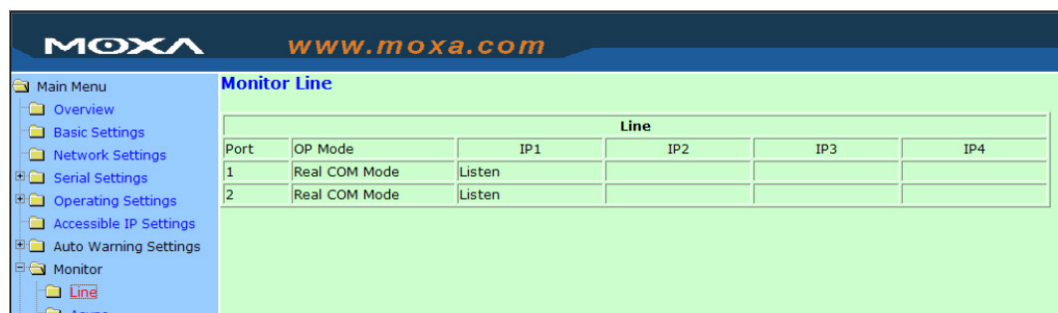 MOXA www.moxa.com
Main Menu
Overview
Basic Settings
Network Settings
Serial Settings
Operating Settings
Accessible IP Settings
Auto Warning Settings
Monitor
Line
Async
Monitor Line
Line
Port OP Mode IP1 IP2 IP3 IP4
1 Real COM Mode Listen
2 Real COM Mode Listen